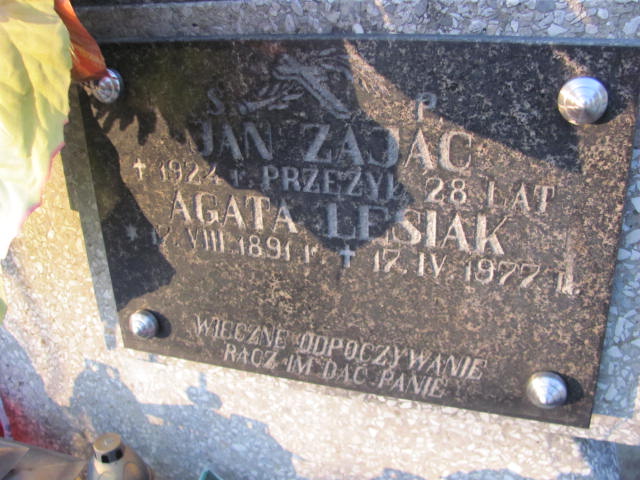 Ś P
JAN ZAJĄC
✝ 1924 r. PRZEŻYŁ 28 LAT
AGATA LESIAK
* 12. VIII. 1891 r. ✝ 17. IV. 1977 r.
WIECZNE ODPOCZYWANIE
RACZ IM DAĆ PANIE